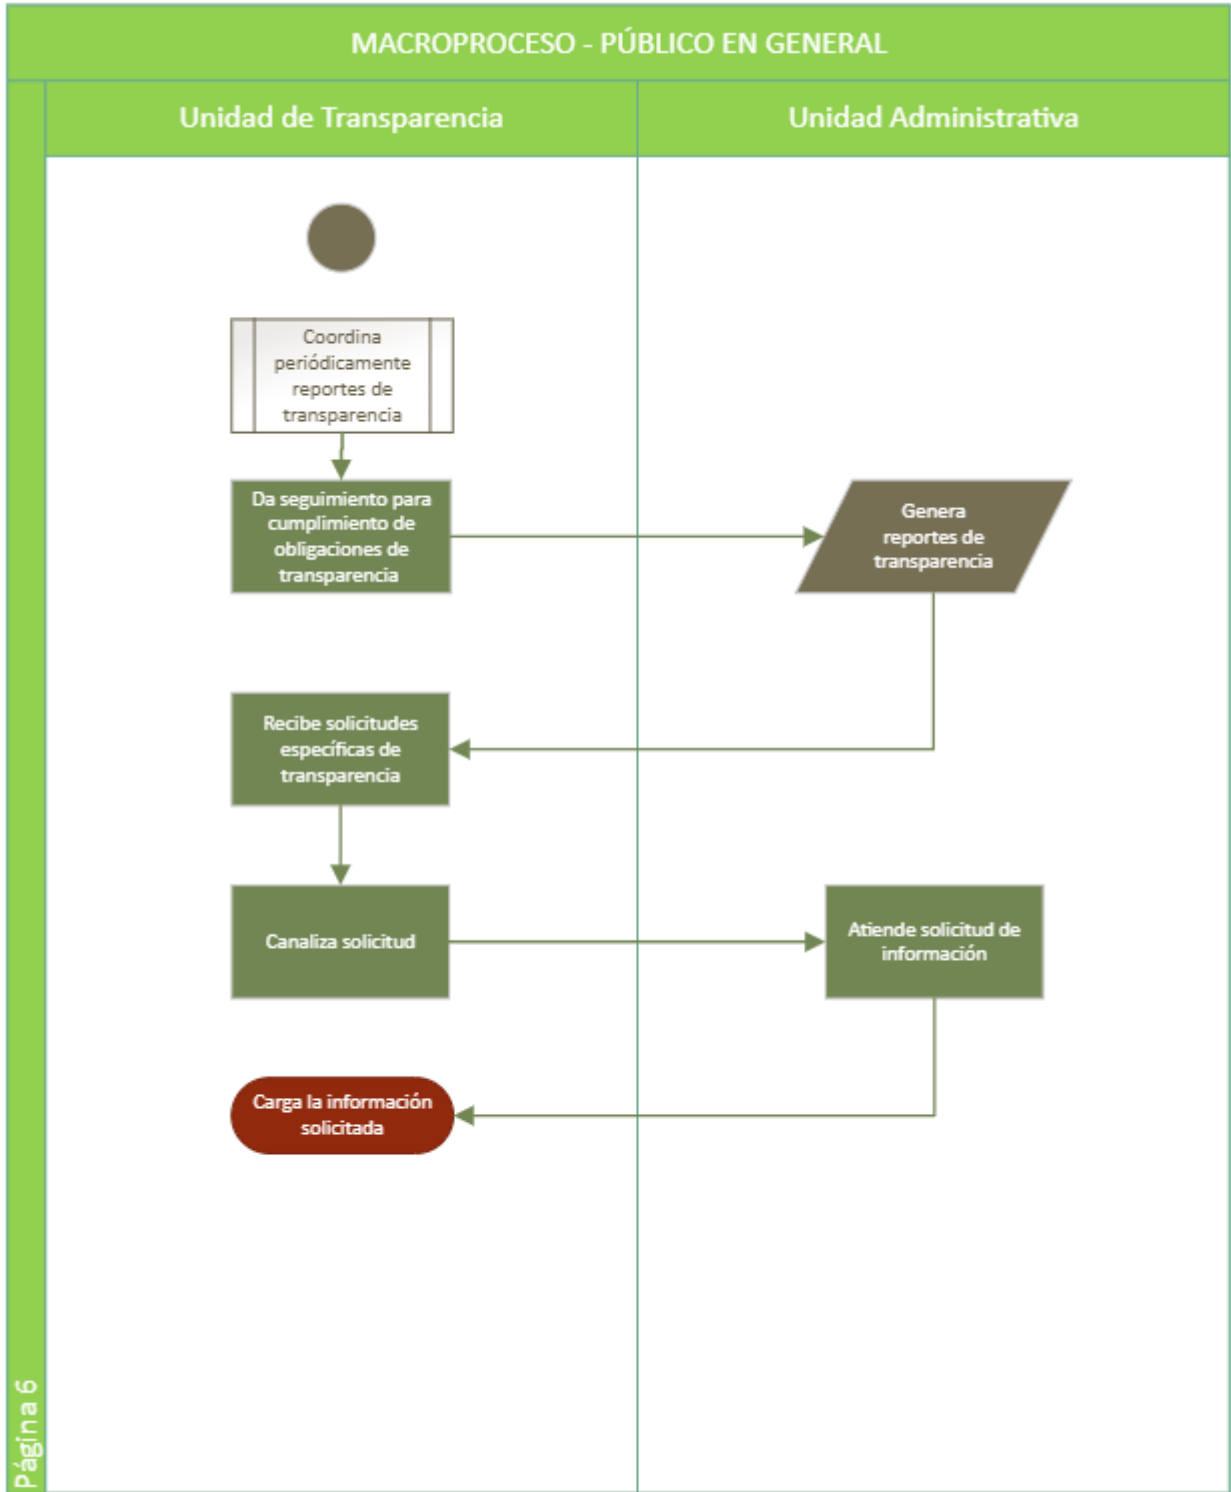 MACROPROCESO - PÚBLICO EN GENERAL
Unidad de Transparencia
Unidad Administrativa
Coordina
periódicamente
reportes de
transparencia
Da seguimiento para
cumplimiento de
obligaciones de
transparencia
Genera
reportes de
transparencia
Recibe solicitudes
específicas de
transparencia
Canaliza solicitud
Atiende solicitud de
información
Carga la información
solicitada
Página 6